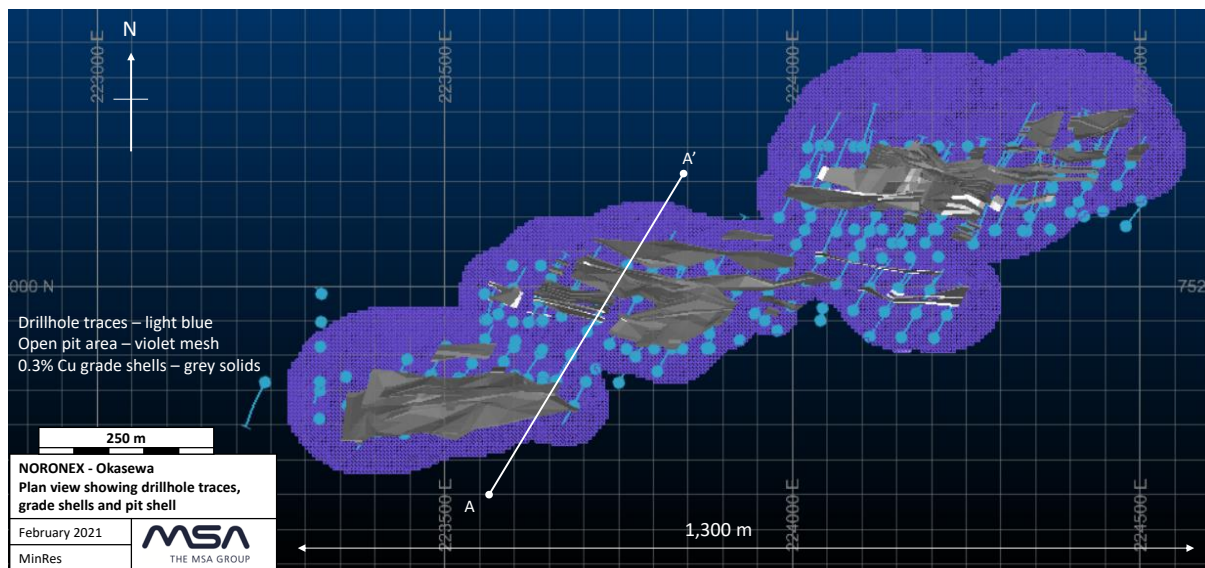 N
223000 E
223500 E
224000 E
A'
000 N
752
Drillhole traces – light blue
Open pit area – violet mesh
0.3% Cu grade shells – grey solids
250 m
NORONEX - Okasewa
Plan view showing drillhole traces,
grade shells and pit shell
February 2021
MinRes
MSA
THE MSA GROUP
A
223500 E
224000 E
224500 E
1,300 m